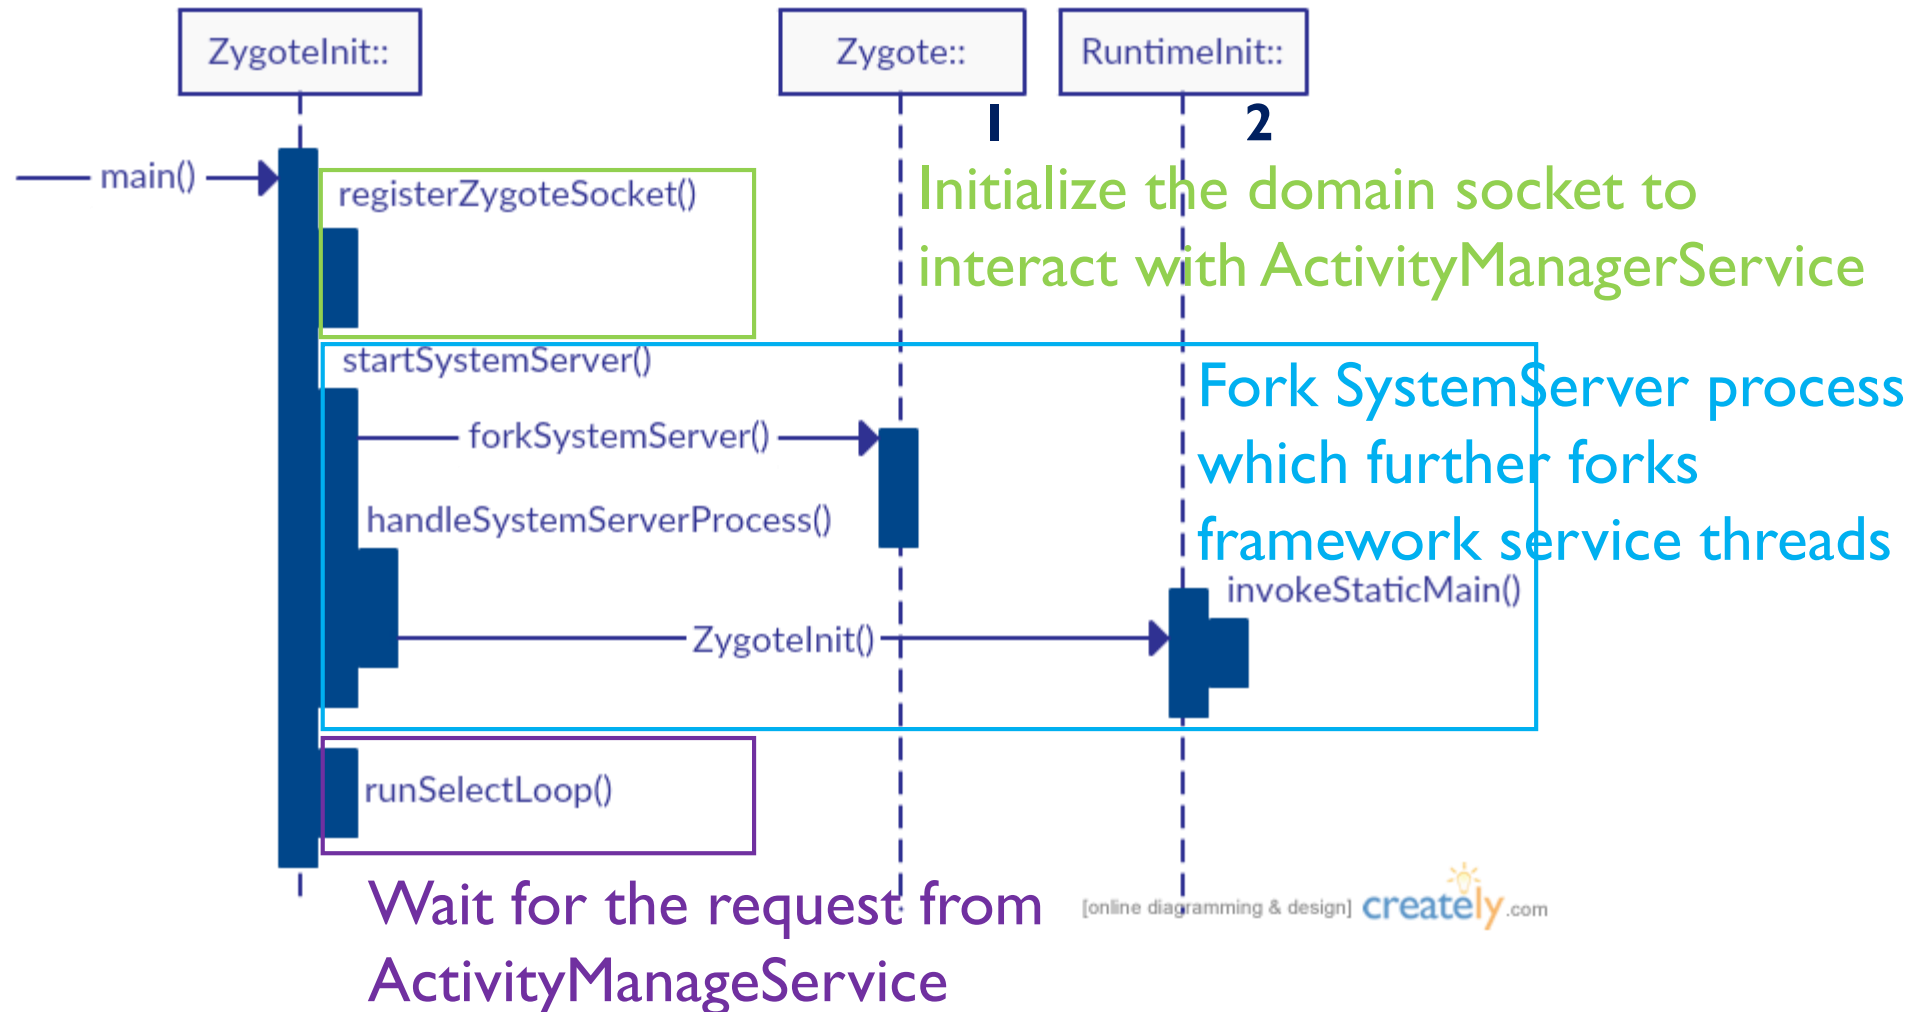 ZygoteInit::
Zygote::
RuntimeInit::
1
2
main()
registerZygoteSocket()
Initialize the domain socket to
interact with ActivityManagerService
startSystemServer()
Fork SystemServer process
which further forks
framework service threads
forkSystemServer()
handleSystemServerProcess()
invokeStaticMain()
ZygoteInit()
runSelectLoop()
Wait for the request from
ActivityManageService
[online diagramming & design] creately.com